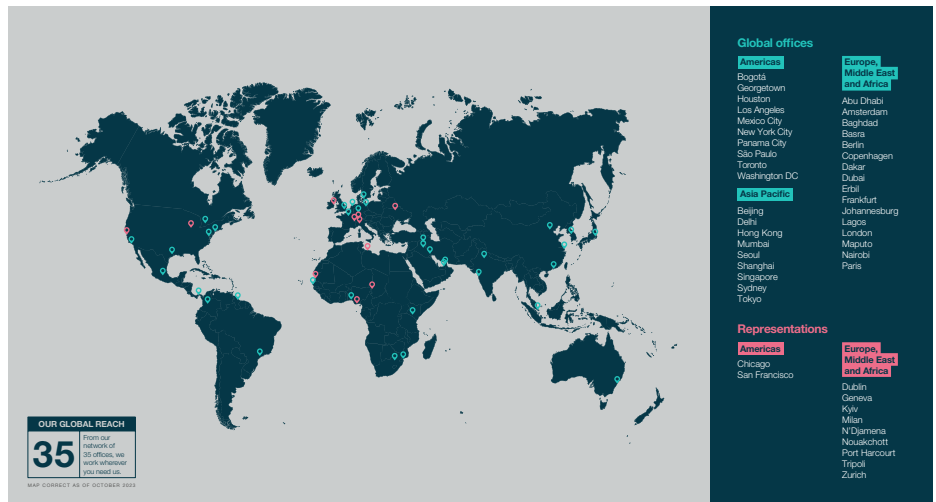 Global offices
Americas
Bogotá
Georgetown
Houston
Los Angeles
Mexico City
New York City
Panama City
São Paulo
Toronto
Washington DC
Asia Pacific
Beijing
Delhi
Hong Kong
Mumbai
Seoul
Shanghai
Singapore
Sydney
Tokyo
Europe,
Middle East
and Africa
Abu Dhabi
Amsterdam
Baghdad
Basra
Berlin
Copenhagen
Dakar
Dubai
Erbil
Frankfurt
Johannesburg
Lagos
London
Maputo
Nairobi
Paris
Representations
Americas
Chicago
San Francisco
Europe,
Middle East
and Africa
Dublin
Geneva
Kyiv
Milan
N'Djamena
Nouakchott
Port Harcourt
Tripoli
Zurich
OUR GLOBAL REACH
35
From our
network of
35 offices, we
work wherever
you need us.
MAP CORRECT AS OF OCTOBER 2023